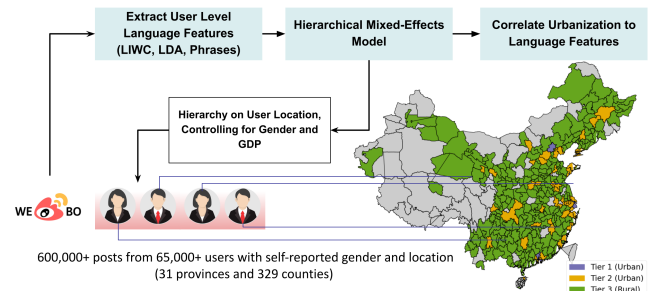 Extract User Level
Language Features
(LIWC, LDA, Phrases)
Hierarchical Mixed-Effects
Model
Correlate Urbanization to
Language Features
Hierarchy on User Location,
Controlling for Gender and
GDP
WE BO
600,000+ posts from 65,000+ users with self-reported gender and location
(31 provinces and 329 counties)
Tier 1 (Urban)
Tier 2 (Urban)
Tier 3 (Rural)